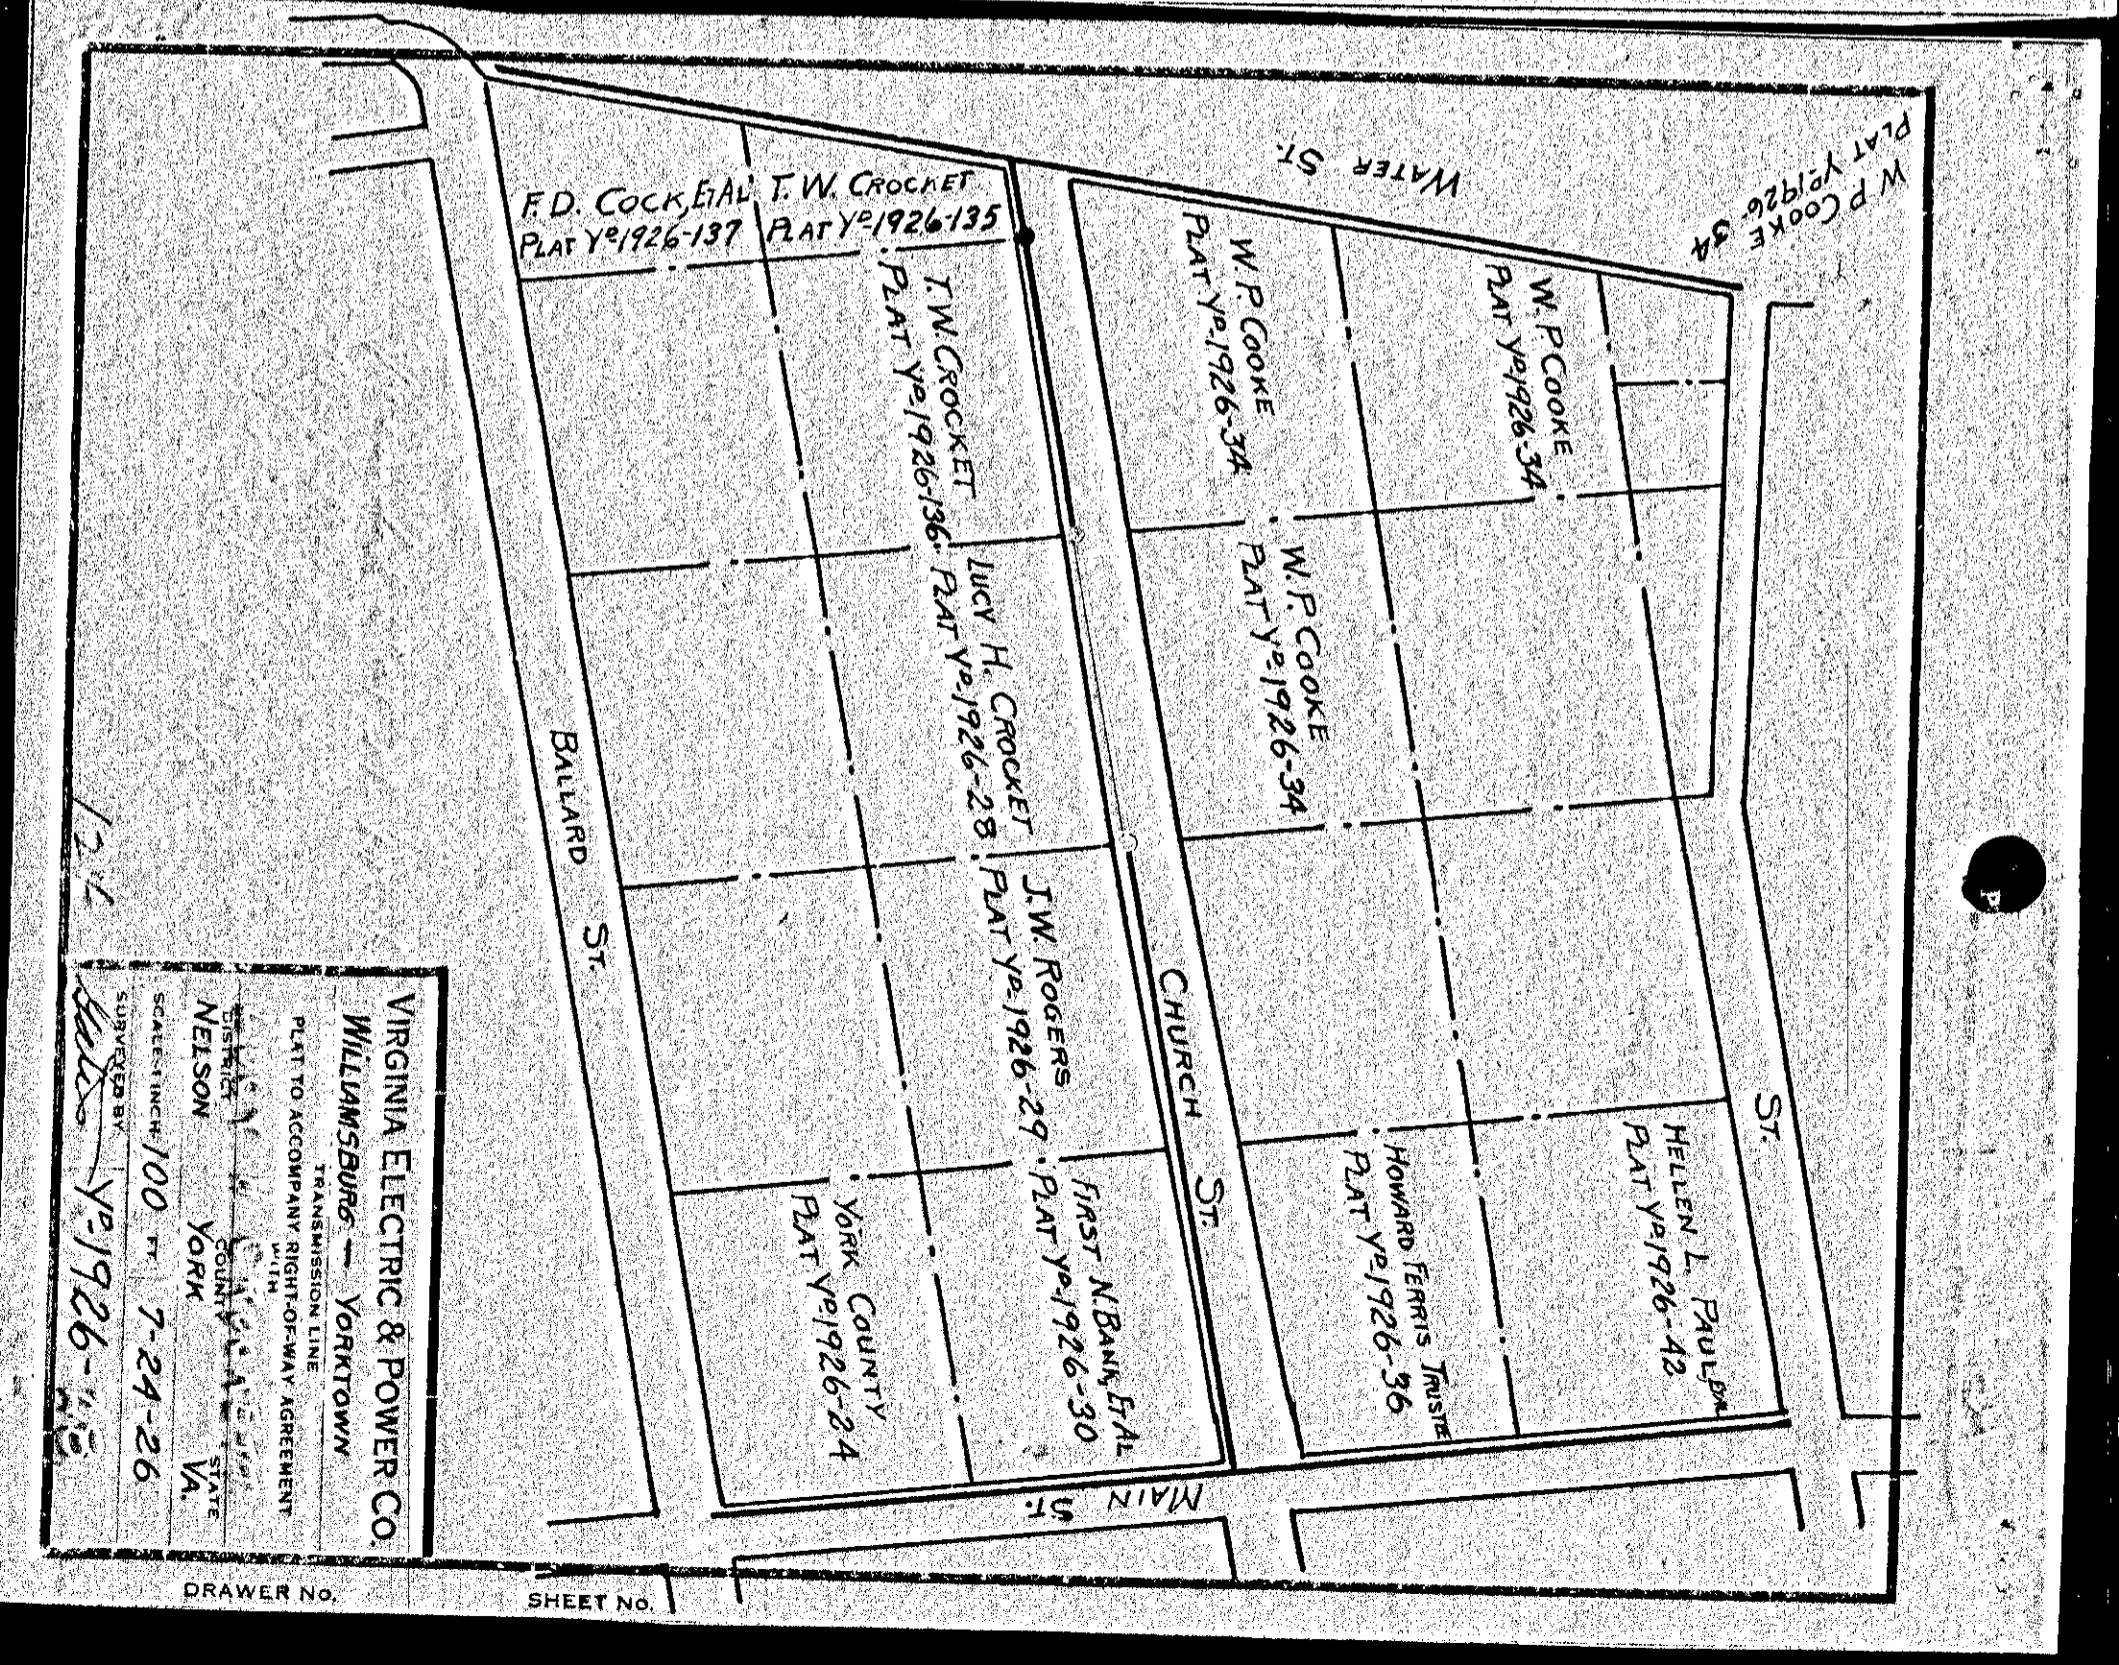 W P COOKE
PLAT Yº-1926-34
WATER ST.
F. D. COCK, ETAL
PLAT Yº-1926-137
T. W. CROCKET
PLAT Yº-1926-135
T. W. CROCKET
PLAT Yº-1926-136
LUCY H. CROCKET
PLAT Yº-1926-28
J. W. ROGERS
PLAT Yº-1926-29
FIRST N. BANK, ETAL
PLAT Yº-1926-30
YORK COUNTY
PLAT Yº-1926-24
W. P. COOKE
PLAT Yº-1926-34
W. P. COOKE
PLAT Yº-1926-34
W. P. COOKE
PLAT Yº-1926-34
HOWARD FERRIS TRUSTE
PLAT Yº-1926-36
HELLEN L. PAUL
PLAT Yº-1926-42
BALLARD ST.
CHURCH ST.
ST.
MAIN ST.
VIRGINIA ELECTRIC & POWER CO.
WILLIAMSBURG — YORKTOWN
TRANSMISSION LINE
PLAT TO ACCOMPANY RIGHT-OF-WAY AGREEMENT
WITH
DISTRICT COUNTY STATE
NELSON YORK VA.
SCALE 1 INCH 100 FT 7-24-26
SURVEYED BY
Yº-1926-
DRAWER NO.
SHEET NO.